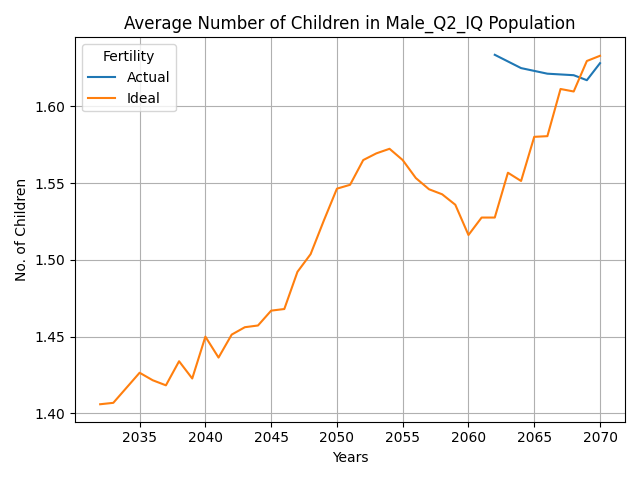 Average Number of Children in Male_Q2_IQ Population
Fertility
Actual
Ideal
No. of Children
1.60
1.55
1.50
1.45
1.40
2035 2040 2045 2050 2055 2060 2065 2070
Years